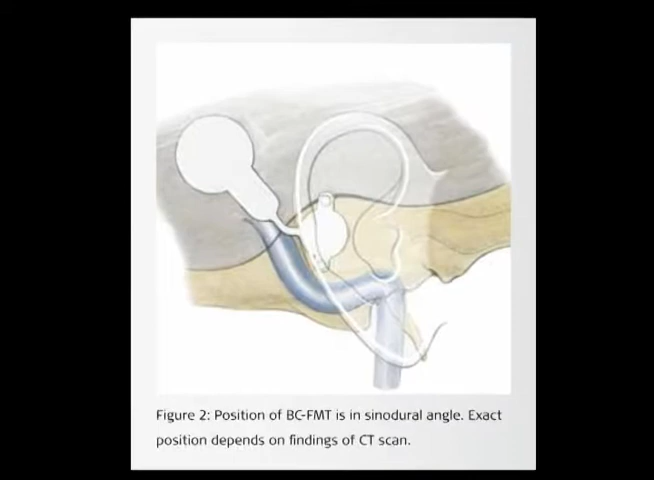 Figure 2: Position of BC-FMT is in sinodural angle. Exact
position depends on findings of CT scan.